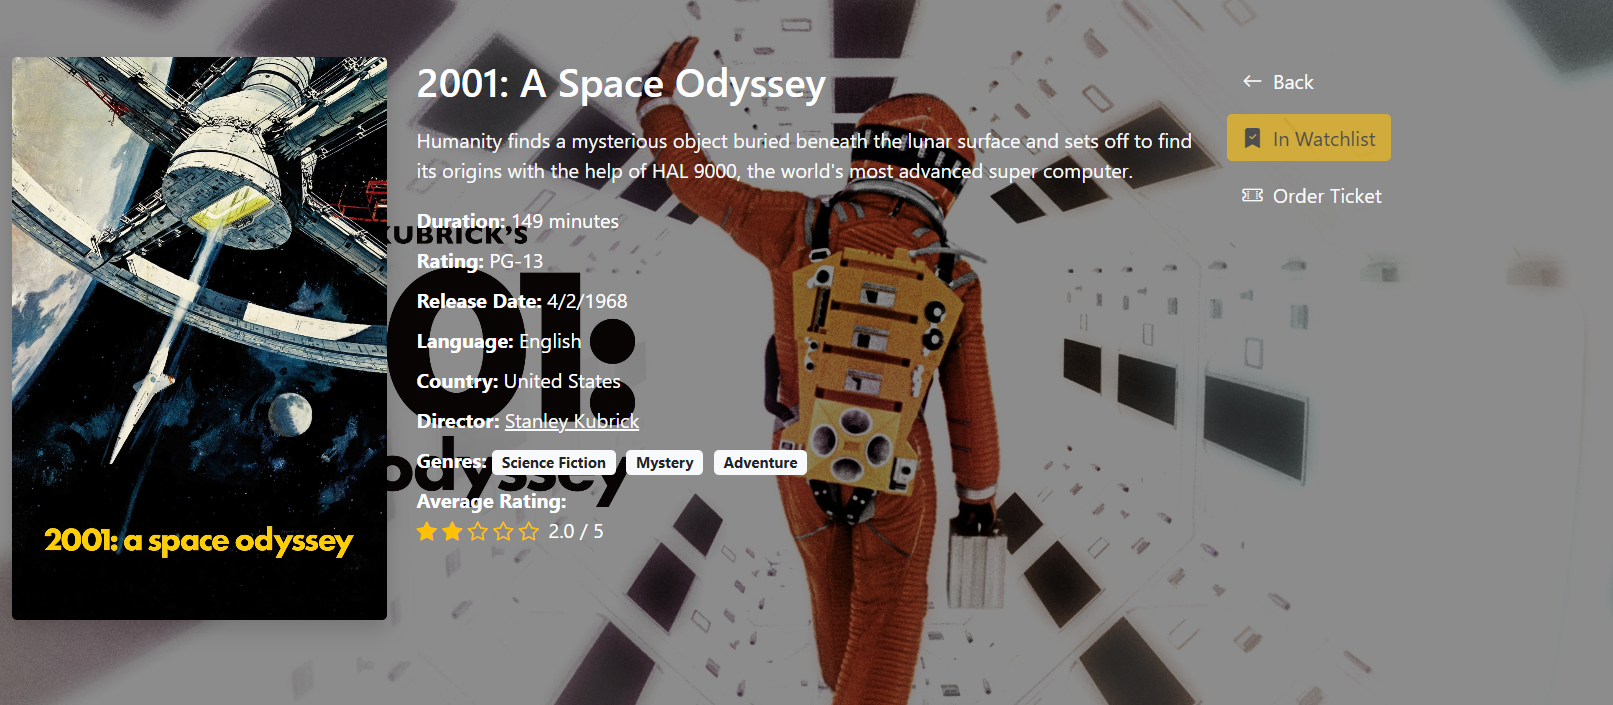 2001: A Space Odyssey
Humanity finds a mysterious object buried beneath the lunar surface and sets off to find
its origins with the help of HAL 9000, the world's most advanced super computer.
Duration: 149 minutes
KUBRICK'S
Rating: PG-13
Release Date: 4/2/1968
01:
Language: English
Country: United States
Director: Stanley Kubrick
Genres: Science Fiction Mystery Adventure
odyssey
Average Rating:
2.0 / 5
2001: a space odyssey
Back
In Watchlist
Order Ticket